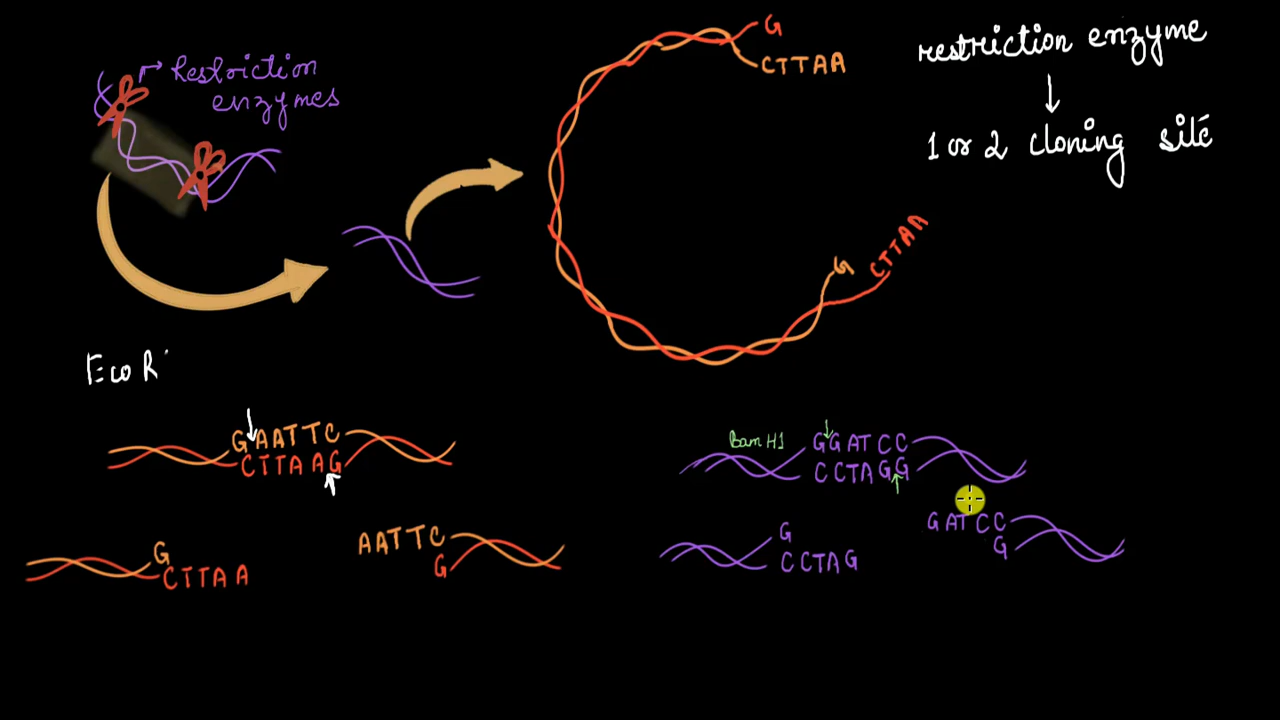 Restriction
enzymes
G
CTTAA
restriction enzyme
1 or 2 cloning site
G
CTTAA
EcoR
GAATTC
CTTAAG
BamH1
GGATCC
CCTAGG
G
CTTAA
AATTC
G
G
CCTAG
GATCC
G